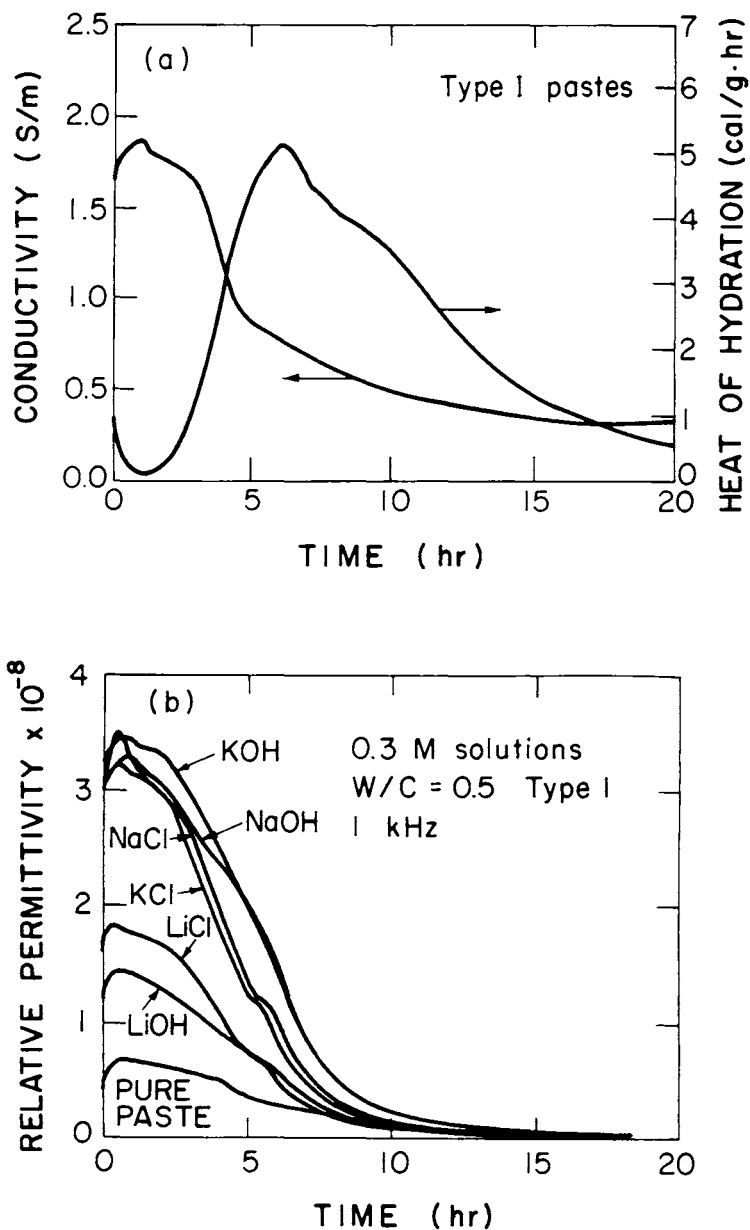 (a)
Type I pastes
CONDUCTIVITY (S/m)
2.5
2.0
1.5
1.0
0.5
0.0
HEAT OF HYDRATION (cal/g·hr)
7
6
5
4
3
2
1
0
0 5 10 15 20
TIME (hr)
(b)
RELATIVE PERMITTIVITY x 10⁻⁸
4
3
2
1
0
KOH
0.3 M solutions
W/C = 0.5 Type I
1 kHz
NaOH
NaCl
KCl
LiCl
LiOH
PURE
PASTE
0 5 10 15 20
TIME (hr)